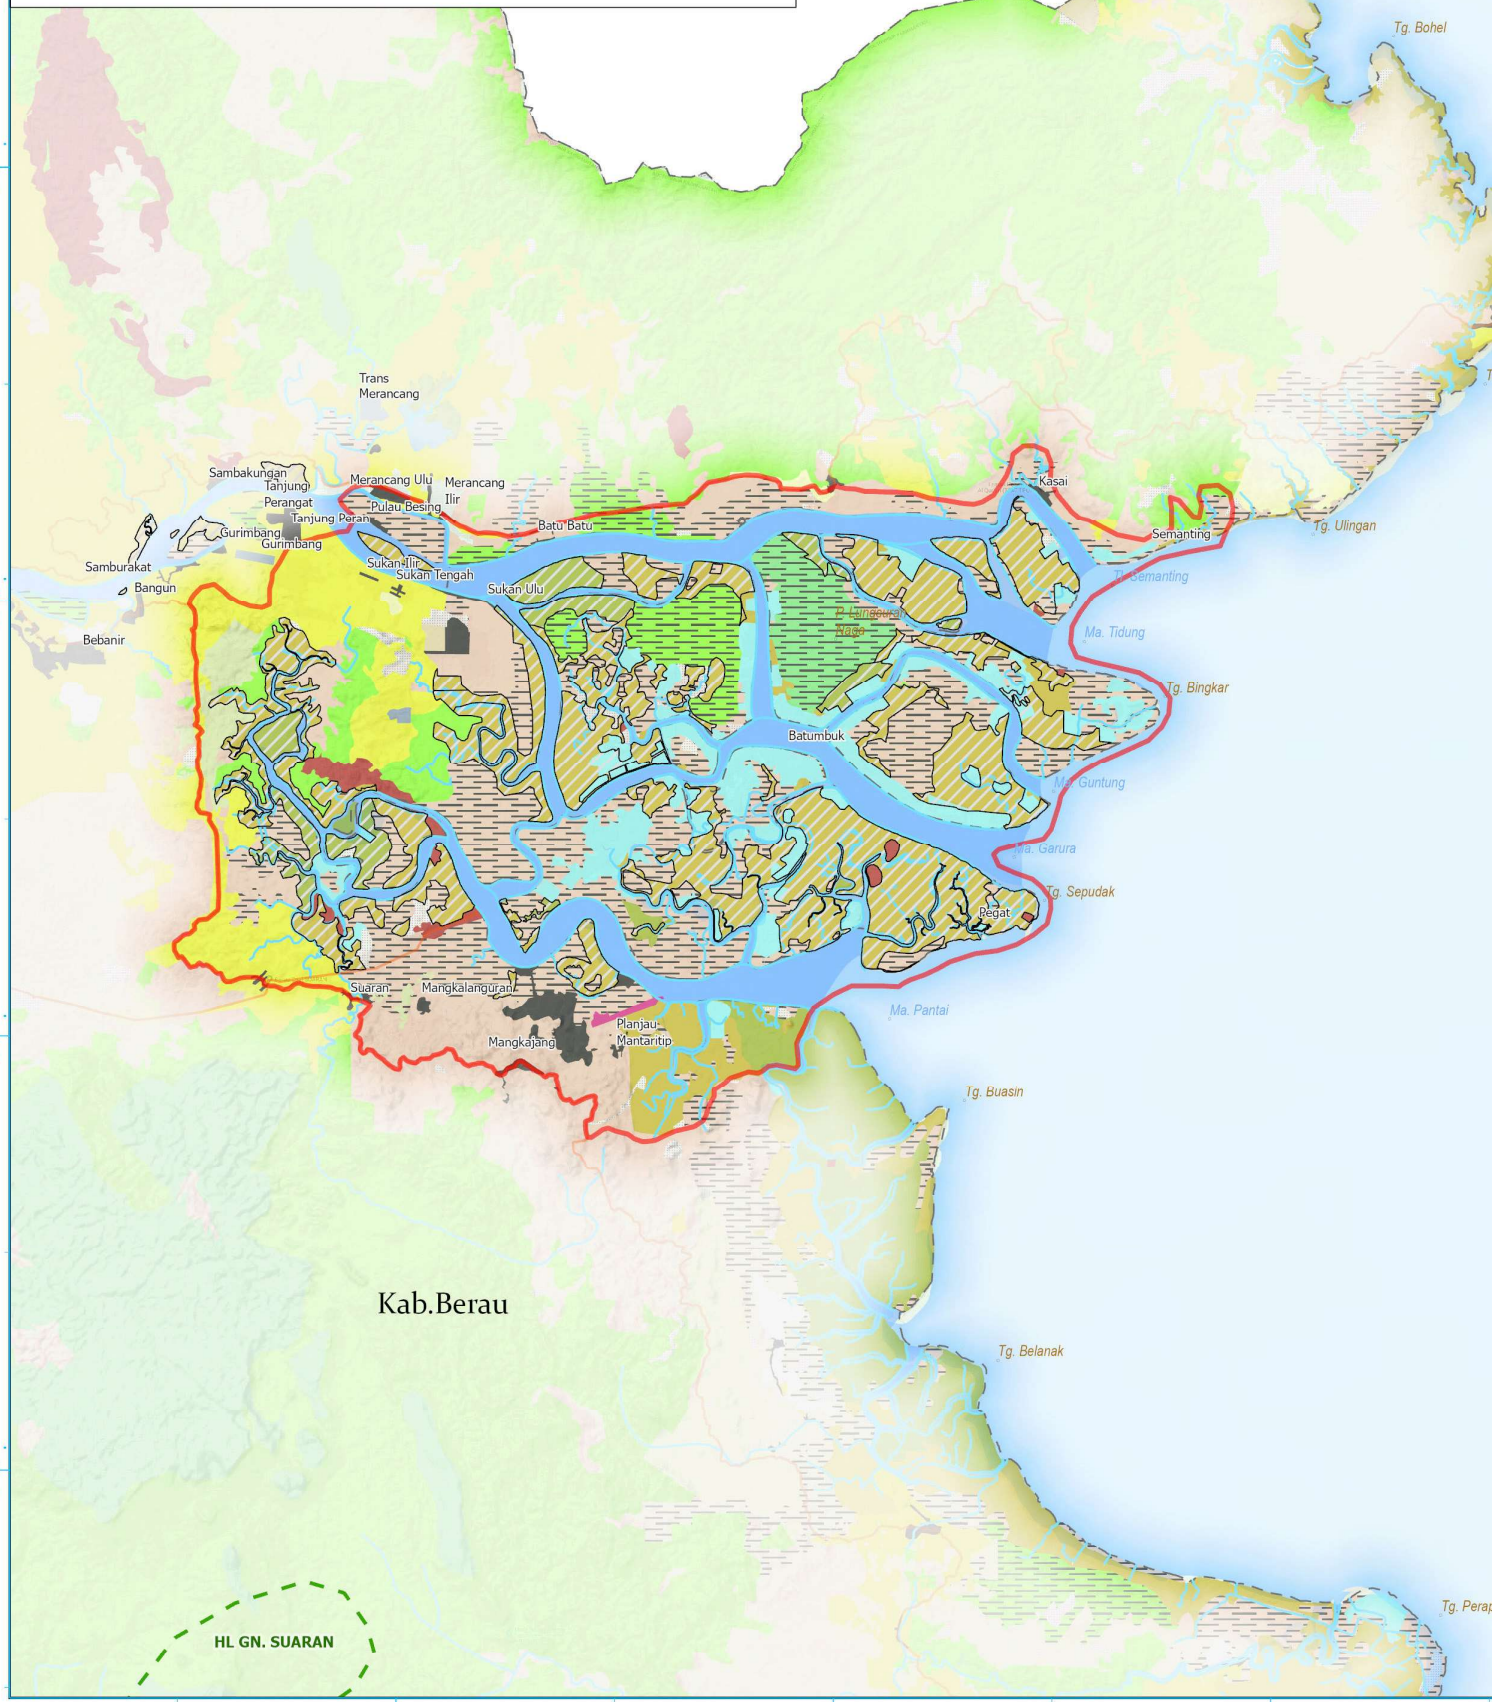 Tg. Bohel
Trans
Merancang
Sambakungan
Tanjung
Perangat
Merancang Ulu
Merancang
Ilir
Pulau Besing
Kasai
Tanjung Peran
Gurimbang
Gurimbang
Batu Batu
Semanting
Tg. Ulingan
Samburakat
Bangun
Sukan Ilir
Sukan Tengah
Sukan Ulu
Tl. Semanting
Bebanir
P. Lungsuran
Naga
Ma. Tidung
Tg. Bingkar
Batumbuk
Ma. Guntung
Ma. Garura
Tg. Sepudak
Pegat
Suaran
Mangkalanguran
Ma. Pantai
Planjau
Mantaritip
Mangkajang
Tg. Buasin
Kab.Berau
Tg. Belanak
Tg. Perap
HL GN. SUARAN